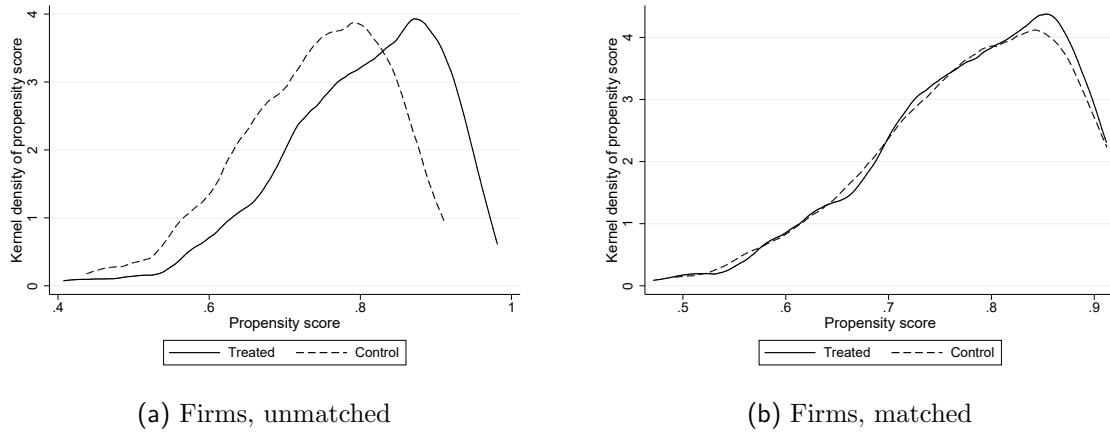 Kernel density of propensity score
4
3
2
1
0
.4 .6 .8 1
Propensity score
Treated Control
(a) Firms, unmatched
Kernel density of propensity score
4
3
2
1
0
.5 .6 .7 .8 .9
Propensity score
Treated Control
(b) Firms, matched